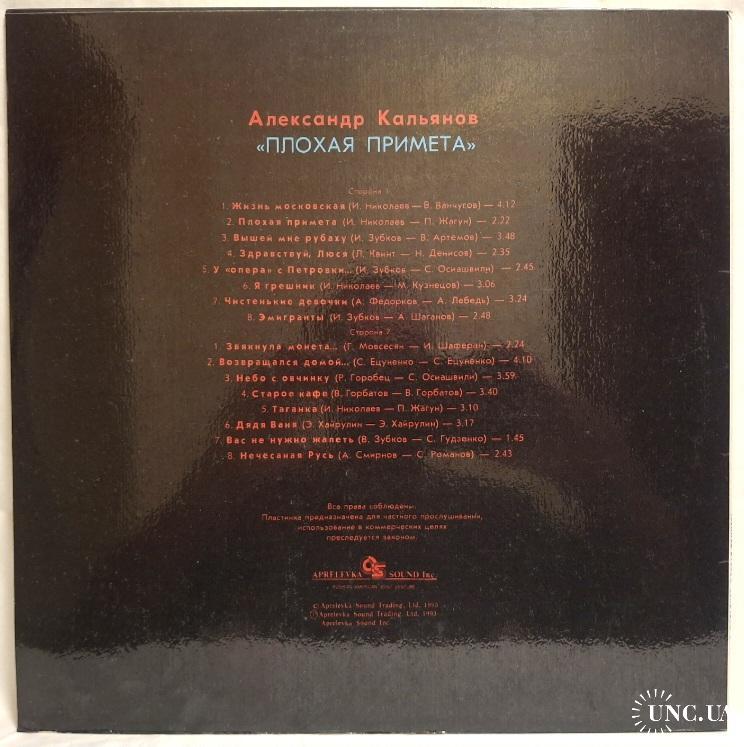 Александр Кальянов
«ПЛОХАЯ ПРИМЕТА»
Сторона 1
1. Жизнь московская (И. Николаев — В. Ванчугов) — 4.12
2. Плохая примета (И. Николаев — П. Жагун) — 2.22
3. Вышей мне рубаху (И. Зубков — В. Артемов) — 3.48
4. Здравствуй, Люся (Л. Квинт — Н. Денисов) — 2.35
5. У «опера» с Петровки... (И. Зубков — С. Осиашвили) — 2.45
6. Я грешник (И. Николаев — М. Кузнецов) — 3.06
7. Чистенькие девочки (А. Федорков — А. Лебедь) — 3.24
8. Эмигранты (И. Зубков — А. Шаганов) — 2.48
Сторона 2
1. Звякнула монета... (Г. Мовсесян — И. Шаферан) — 2.24
2. Возвращался домой... (С. Ецуненко — С. Ецуненко) — 4.10
3. Небо с овчинку (Р. Горобец — С. Осиашвили) — 3.59
4. Старое кафе (В. Горбатов — В. Горбатов) — 3.40
5. Таганка (И. Николаев — П. Жагун) — 3.10
6. Дядя Ваня (Э. Хайрулин — Э. Хайрулин) — 3.17
7. Вас не нужно жалеть (В. Зубков — С. Гудзенко) — 1.45
8. Нечесаная Русь (А. Смирнов — С. Романов) — 2.43
Все права соблюдены.
Пластинка предназначена для частного прослушивания,
использование в коммерческих целях
преследуется законом.
APRELEVKA SOUND Inc.
RUSSIAN-AMERICAN JOINT VENTURE
© Aprelevka Sound Trading, Ltd. 1993
Ⓟ Aprelevka Sound Trading, Ltd. 1993
Aprelevka Sound Inc
UNC.UA